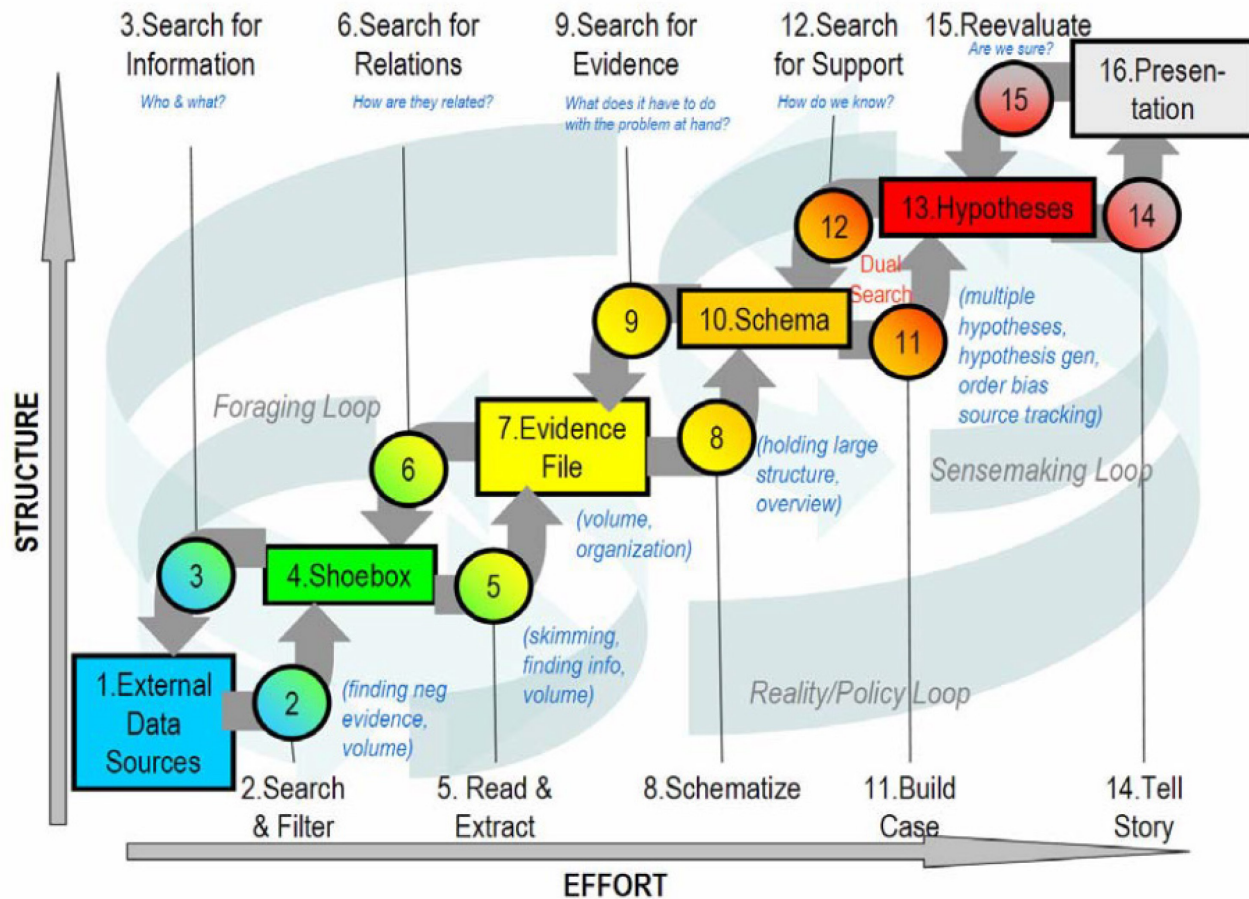 3.Search for
Information
Who & what?
6.Search for
Relations
How are they related?
9.Search for
Evidence
What does it have to do
with the problem at hand?
12.Search
for Support
How do we know?
15.Reevaluate
Are we sure?
16.Presen-
tation
15
13.Hypotheses
14
12
Dual
Search
10.Schema
9
11
(multiple
hypotheses,
hypothesis gen,
order bias
source tracking)
Foraging Loop
7.Evidence
File
8
6
(holding large
structure,
overview)
Sensemaking Loop
(volume,
organization)
STRUCTURE
3
4.Shoebox
5
(skimming,
finding info,
volume)
1.External
Data
Sources
2
(finding neg
evidence,
volume)
Reality/Policy Loop
2.Search
& Filter
5. Read &
Extract
8.Schematize
11.Build
Case
14.Tell
Story
EFFORT